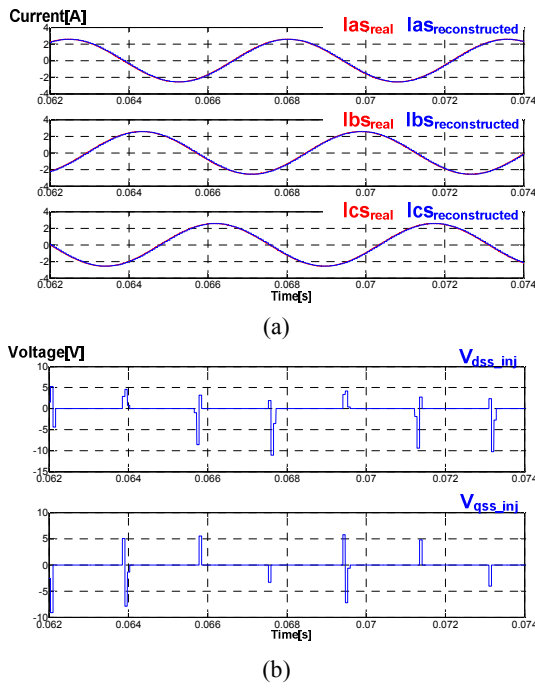 Current[A]
Ias_real Ias_reconstructed
4
2
0
-2
-4
0.062 0.064 0.066 0.068 0.07 0.072 0.074
Ibs_real Ibs_reconstructed
4
2
0
-2
-4
0.062 0.064 0.066 0.068 0.07 0.072 0.074
Ics_real Ics_reconstructed
4
2
0
-2
-4
0.062 0.064 0.066 0.068 0.07 0.072 0.074
Time[s]
(a)
Voltage[V]
V_dss_inj
10
5
0
-5
-10
-15
0.062 0.064 0.066 0.068 0.07 0.072 0.074
V_qss_inj
10
5
0
-5
-10
0.062 0.064 0.066 0.068 0.07 0.072 0.074
Time[s]
(b)